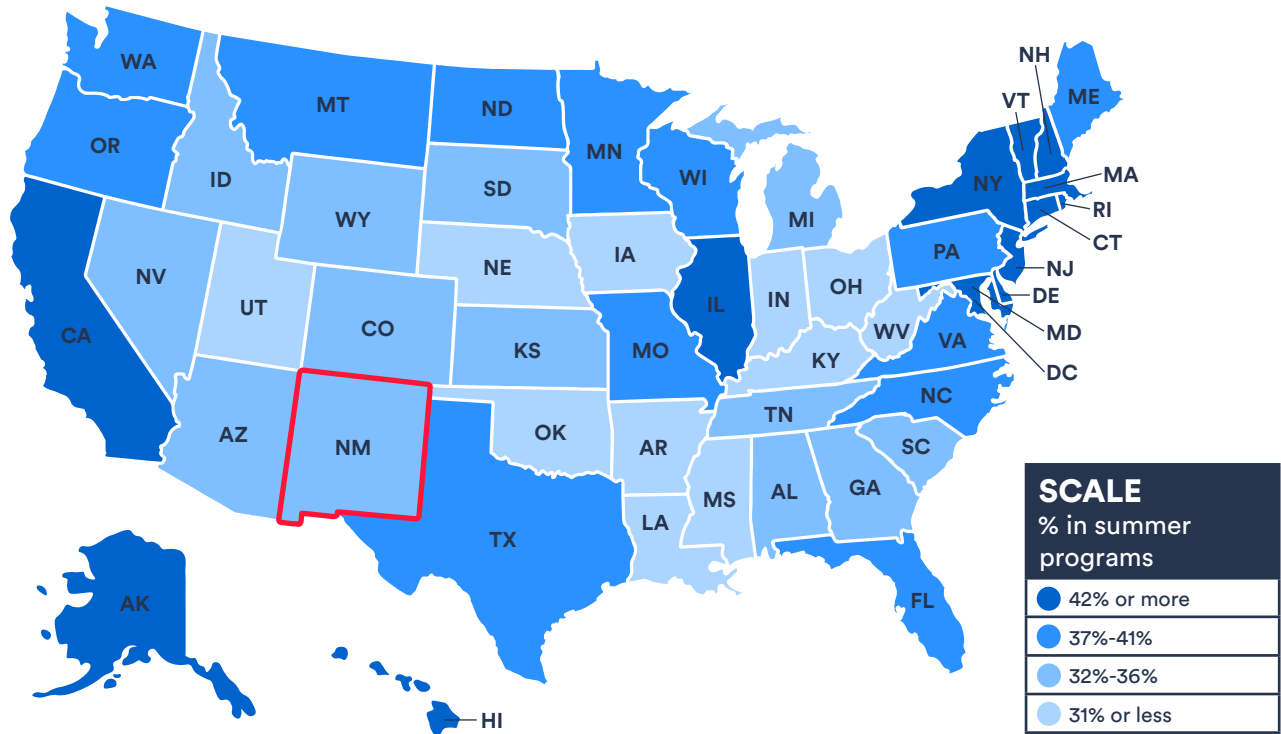 NH
WA
ME
VT
MT
ND
OR
MN
NY
MA
WI
ID
SD
RI
WY
MI
CT
PA
IA
NE
NJ
NV
OH
DE
IN
UT
IL
CO
WV
MD
CA
VA
KS
MO
KY
DC
NC
TN
AZ
OK
NM
AR
SC
GA
AL
MS
LA
TX
SCALE
% in summer
programs
AK
FL
42% or more
37%-41%
32%-36%
31% or less
HI